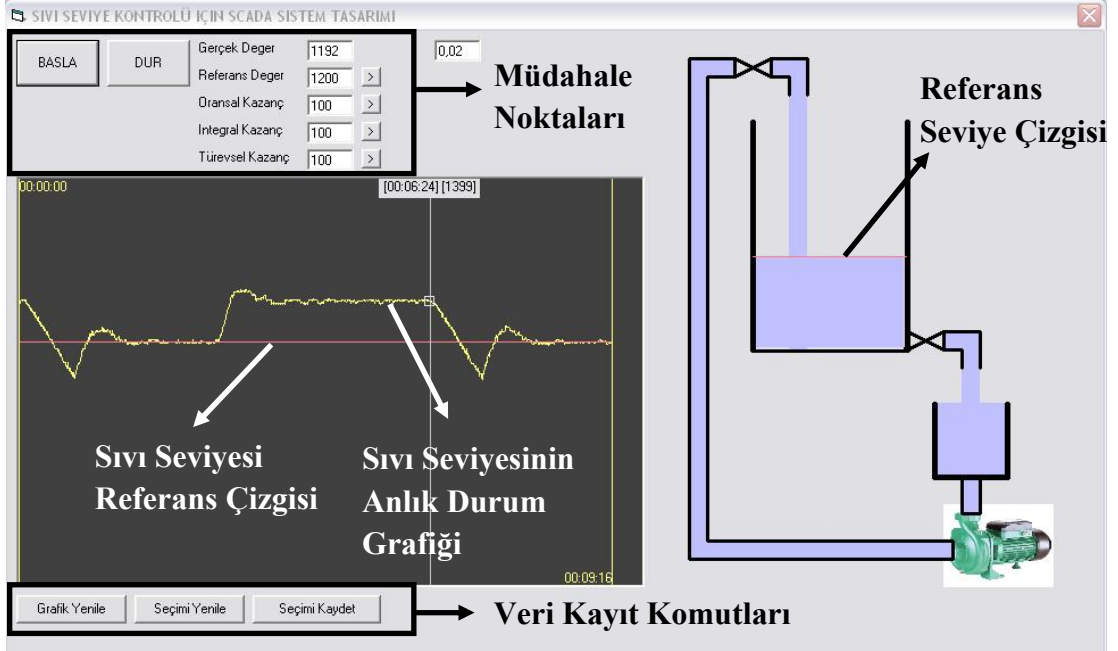 SIVI SEVIYE KONTROLÜ IÇIN SCADA SISTEM TASARIMI
BASLA
DUR
Gerçek Deger 1192
0,02
Referans Deger 1200 >
Oransal Kazanç 100 >
Integral Kazanç 100 >
Türevsel Kazanç 100 >
Müdahale
Noktaları
Referans
Seviye Çizgisi
00:00:00
[00:06:24] [1399]
Sıvı Seviyesi
Referans Çizgisi
Sıvı Seviyesinin
Anlık Durum
Grafiği
00:09:16
Grafik Yenile
Seçimi Yenile
Seçimi Kaydet
Veri Kayıt Komutları